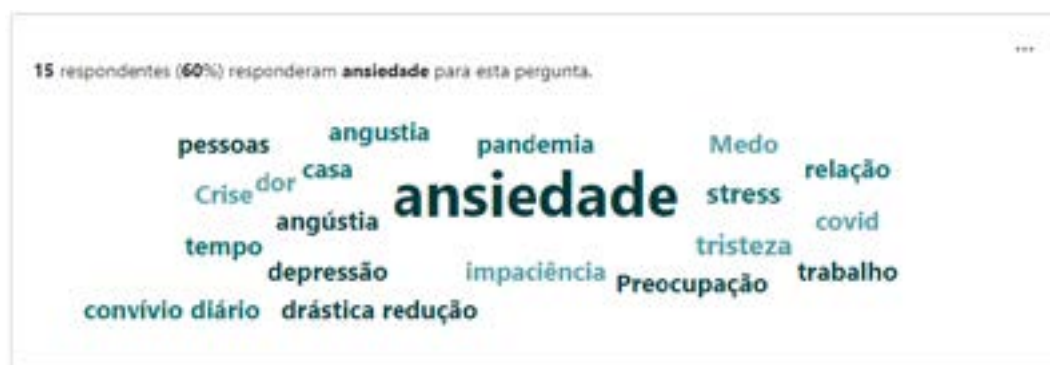 ...
15 respondentes (60%) responderam ansiedade para esta pergunta.
pessoas angustia pandemia Medo
Crise dor casa ansiedade stress relação
angústia covid
tempo tristeza
depressão impaciência Preocupação trabalho
convívio diário drástica redução